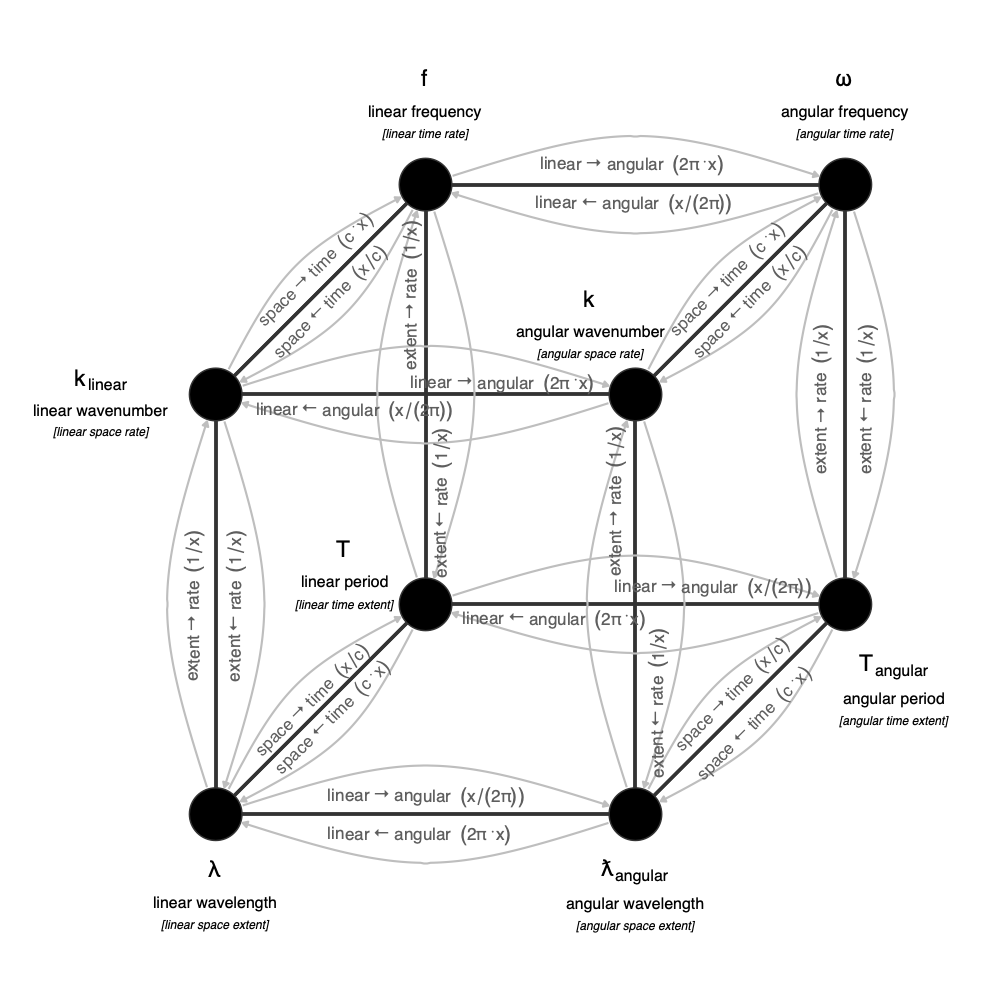 f
linear frequency
[linear time rate]
ω
angular frequency
[angular time rate]
linear → angular (2π·x)
linear ← angular (x/(2π))
space → time (c·x)
space ← time (x/c)
extent → rate (1/x)
extent ← rate (1/x)
k
angular wavenumber
[angular space rate]
space → time (c·x)
space ← time (x/c)
extent → rate (1/x)
extent ← rate (1/x)
k linear
linear wavenumber
[linear space rate]
linear → angular (2π·x)
linear ← angular (x/(2π))
extent → rate (1/x)
extent ← rate (1/x)
T
linear period
[linear time extent]
linear → angular (x/(2π))
linear ← angular (2π·x)
extent → rate (1/x)
extent ← rate (1/x)
T angular
angular period
[angular time extent]
space → time (x/c)
space ← time (c·x)
space → time (x/c)
space ← time (c·x)
linear → angular (x/(2π))
linear ← angular (2π·x)
λ
linear wavelength
[linear space extent]
ƛ angular
angular wavelength
[angular space extent]